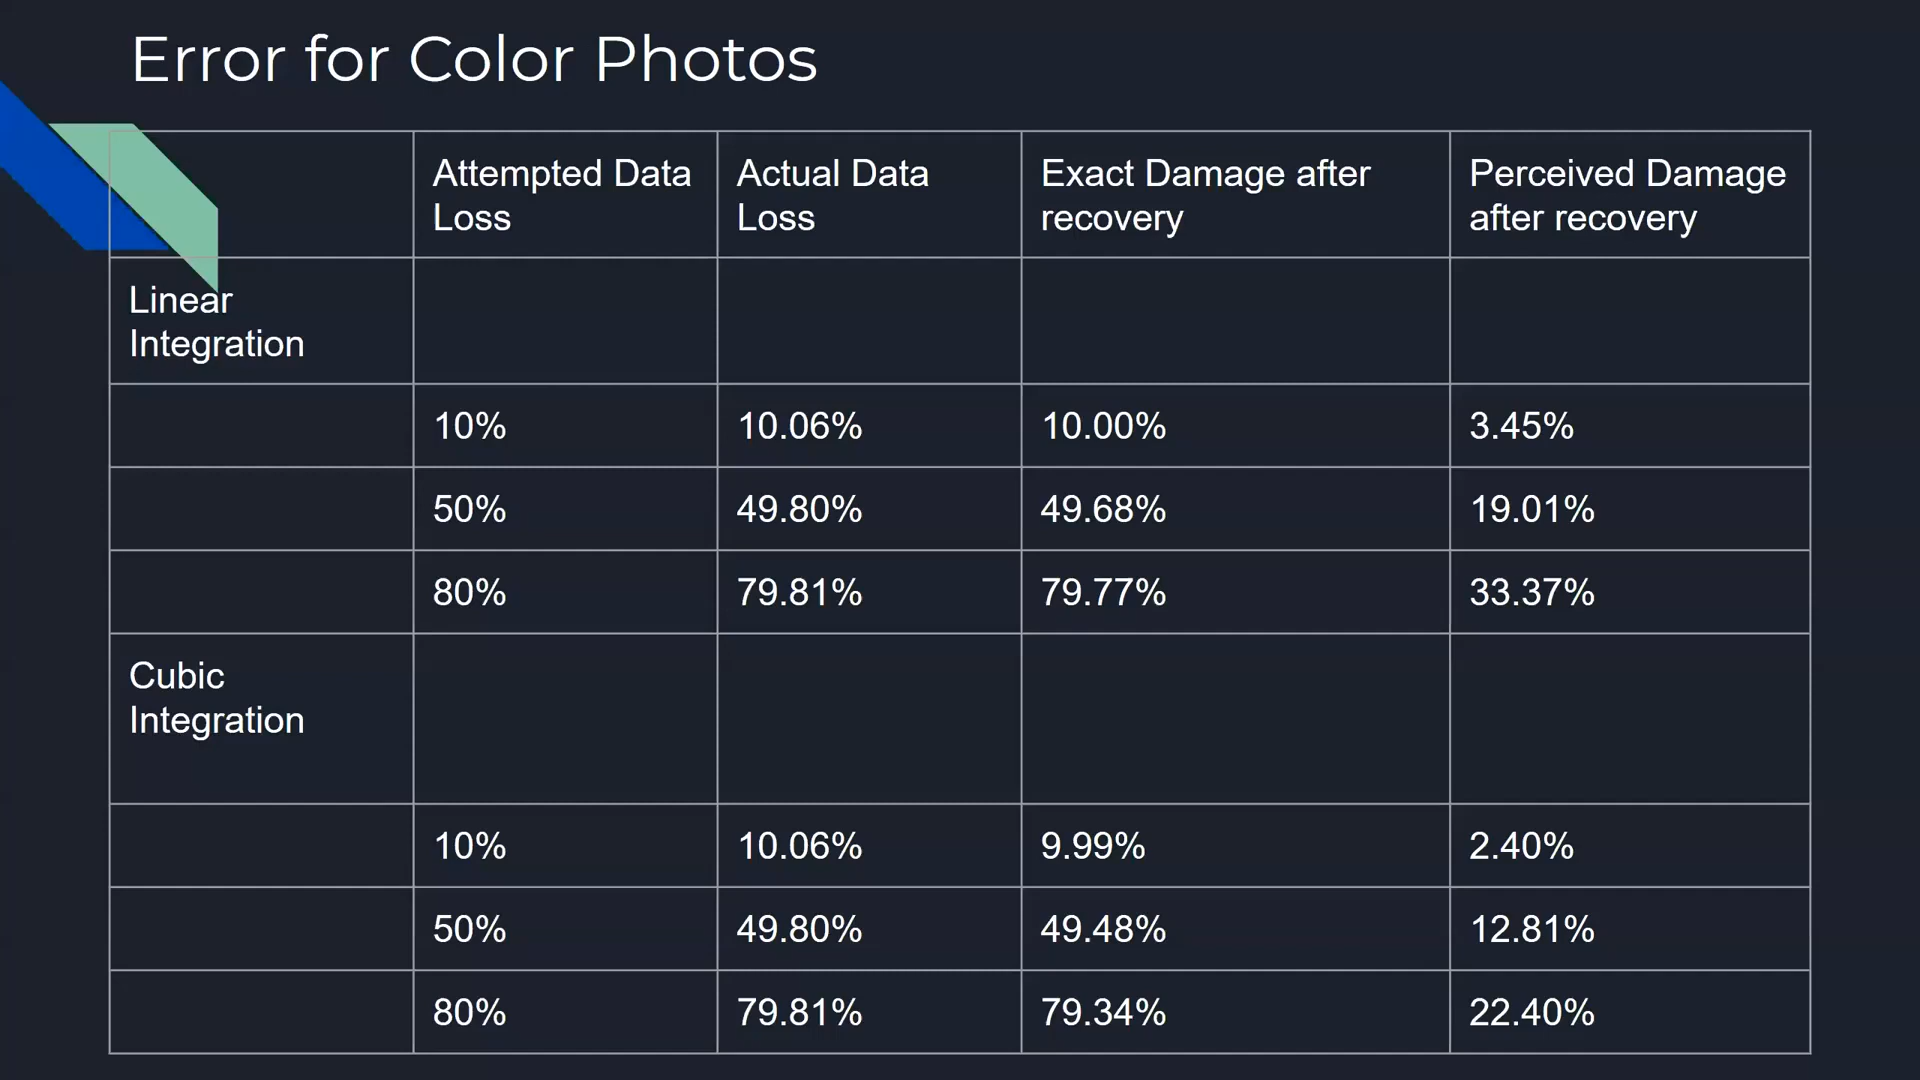 Error for Color Photos
Attempted Data Loss
Actual Data Loss
Exact Damage after recovery
Perceived Damage after recovery
Linear Integration
10% 10.06% 10.00% 3.45%
50% 49.80% 49.68% 19.01%
80% 79.81% 79.77% 33.37%
Cubic Integration
10% 10.06% 9.99% 2.40%
50% 49.80% 49.48% 12.81%
80% 79.81% 79.34% 22.40%